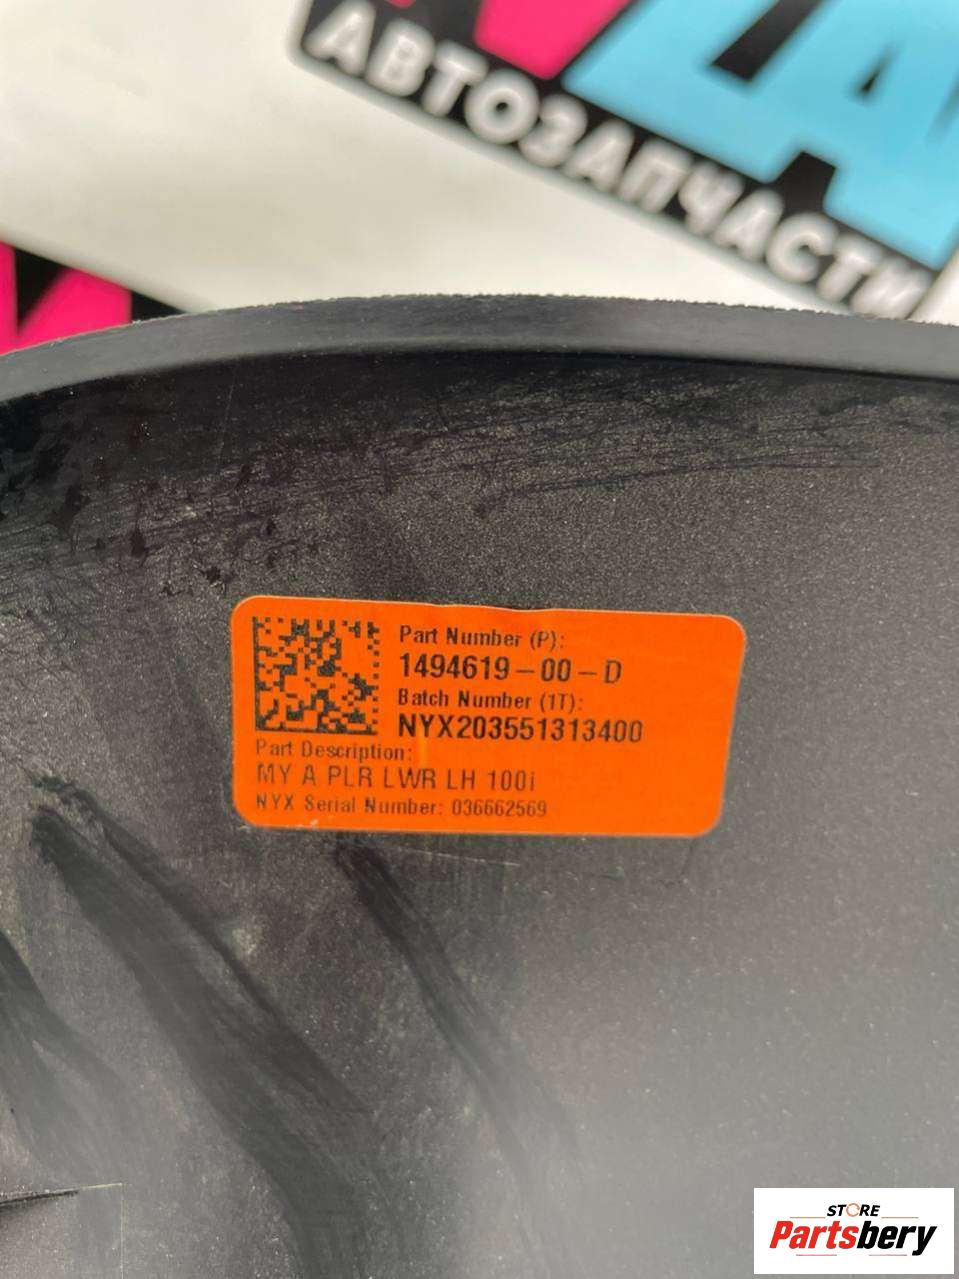 АВТОЗАПЧАСТИ
Part Number (P):
1494619-00-D
Batch Number (1T):
NYX203551313400
Part Description:
MY A PLR LWR LH 100i
NYX Serial Number: 036662569
STORE
Partsbery